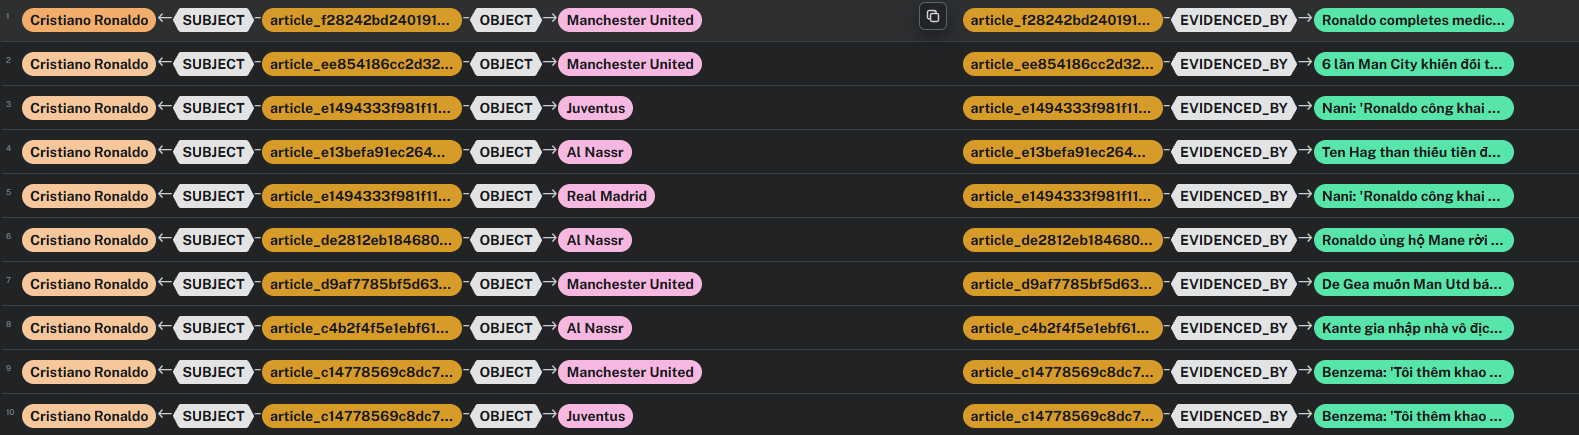 1 Cristiano Ronaldo SUBJECT article_f28242bd240191... OBJECT Manchester United article_f28242bd240191... EVIDENCED_BY Ronaldo completes medic...
2 Cristiano Ronaldo SUBJECT article_ee854186cc2d32... OBJECT Manchester United article_ee854186cc2d32... EVIDENCED_BY 6 lần Man City khiến đối t...
3 Cristiano Ronaldo SUBJECT article_e1494333f981f11... OBJECT Juventus article_e1494333f981f11... EVIDENCED_BY Nani: 'Ronaldo công khai ...
4 Cristiano Ronaldo SUBJECT article_e13befa91ec264... OBJECT Al Nassr article_e13befa91ec264... EVIDENCED_BY Ten Hag than thiếu tiền đ...
5 Cristiano Ronaldo SUBJECT article_e1494333f981f11... OBJECT Real Madrid article_e1494333f981f11... EVIDENCED_BY Nani: 'Ronaldo công khai ...
6 Cristiano Ronaldo SUBJECT article_de2812eb184680... OBJECT Al Nassr article_de2812eb184680... EVIDENCED_BY Ronaldo ủng hộ Mane rời ...
7 Cristiano Ronaldo SUBJECT article_d9af7785bf5d63... OBJECT Manchester United article_d9af7785bf5d63... EVIDENCED_BY De Gea muốn Man Utd bá...
8 Cristiano Ronaldo SUBJECT article_c4b2f4f5e1ebf61... OBJECT Al Nassr article_c4b2f4f5e1ebf61... EVIDENCED_BY Kante gia nhập nhà vô địc...
9 Cristiano Ronaldo SUBJECT article_c14778569c8dc7... OBJECT Manchester United article_c14778569c8dc7... EVIDENCED_BY Benzema: 'Tôi thèm khao ...
10 Cristiano Ronaldo SUBJECT article_c14778569c8dc7... OBJECT Juventus article_c14778569c8dc7... EVIDENCED_BY Benzema: 'Tôi thèm khao ...